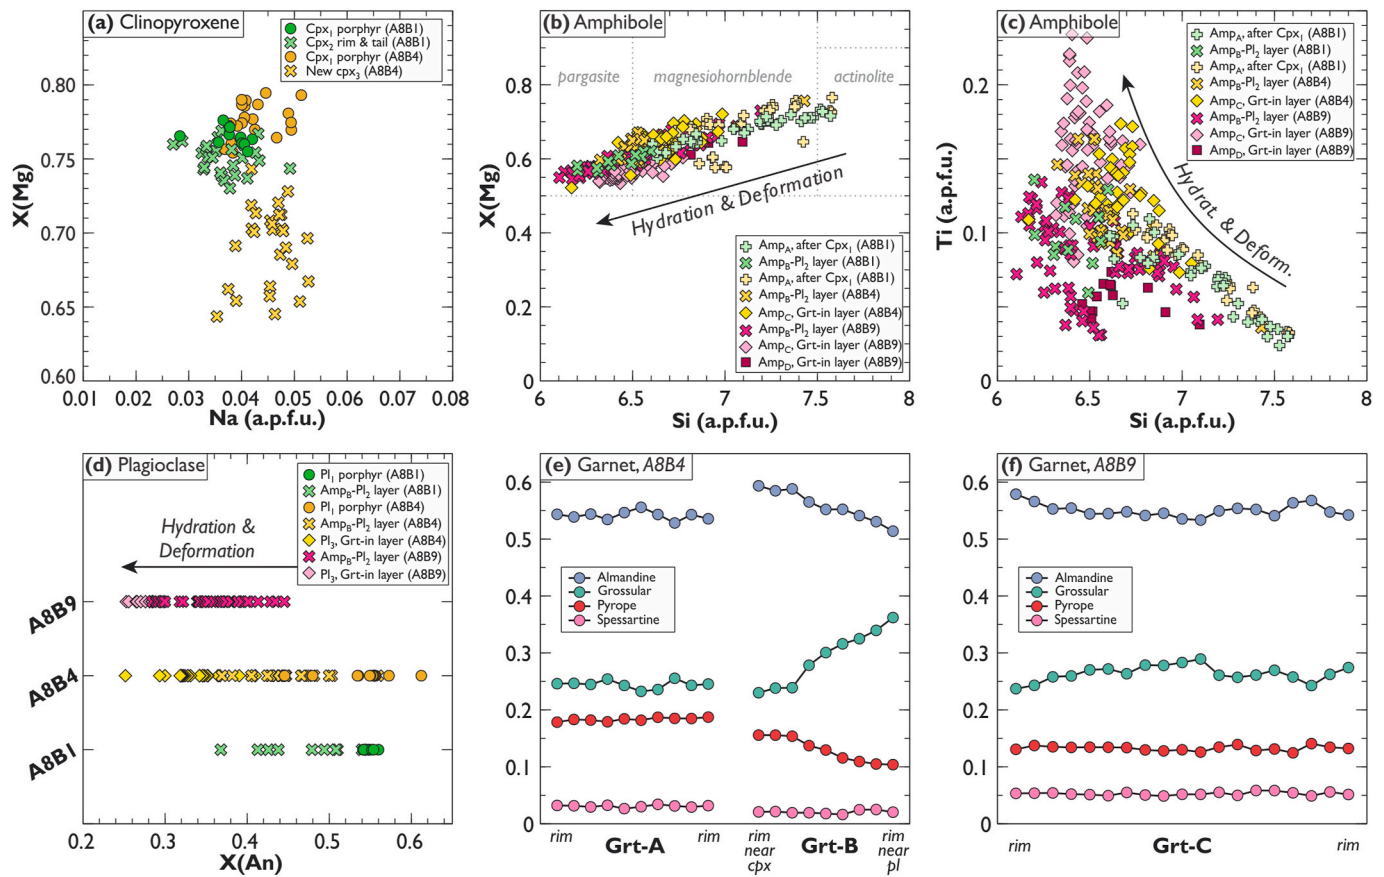 (a) Clinopyroxene
Cpx1 porphyr (A8B1)
Cpx2 rim & tail (A8B1)
Cpx1 porphyr (A8B4)
New cpx3 (A8B4)
X(Mg)
0.80
0.75
0.70
0.65
0.60
0.01 0.02 0.03 0.04 0.05 0.06 0.07 0.08
Na (a.p.f.u.)
(b) Amphibole
pargasite magnesiohornblende actinolite
Hydration & Deformation
AmpA, after Cpx1 (A8B1)
AmpB-Pl2 layer (A8B1)
AmpA, after Cpx1 (A8B1)
AmpB-Pl2 layer (A8B4)
AmpC, Grt-in layer (A8B4)
AmpB-Pl2 layer (A8B9)
AmpC, Grt-in layer (A8B9)
AmpD, Grt-in layer (A8B9)
X(Mg)
1
0.8
0.6
0.4
0.2
0
6 6.5 7 7.5 8
Si (a.p.f.u.)
(c) Amphibole
AmpA, after Cpx1 (A8B1)
AmpB-Pl2 layer (A8B1)
AmpA, after Cpx1 (A8B1)
AmpB-Pl2 layer (A8B4)
AmpC, Grt-in layer (A8B4)
AmpB-Pl2 layer (A8B9)
AmpC, Grt-in layer (A8B9)
AmpD, Grt-in layer (A8B9)
Hydrat. & Deform.
Ti (a.p.f.u.)
0.2
0.1
0
6 6.5 7 7.5 8
Si (a.p.f.u.)
(d) Plagioclase
Pl1 porphyr (A8B1)
AmpB-Pl2 layer (A8B1)
Pl1 porphyr (A8B4)
AmpB-Pl2 layer (A8B4)
Pl3, Grt-in layer (A8B4)
AmpB-Pl2 layer (A8B9)
Pl3, Grt-in layer (A8B9)
Hydration &
Deformation
A8B9
A8B4
A8B1
0.2 0.3 0.4 0.5 0.6
X(An)
(e) Garnet, A8B4
0.6
0.5
0.4
0.3
0.2
0.1
0
Almandine
Grossular
Pyrope
Spessartine
rim Grt-A rim
rim
near
cpx
Grt-B
rim
near
pl
(f) Garnet, A8B9
0.6
0.5
0.4
0.3
0.2
0.1
0
Almandine
Grossular
Pyrope
Spessartine
rim Grt-C rim